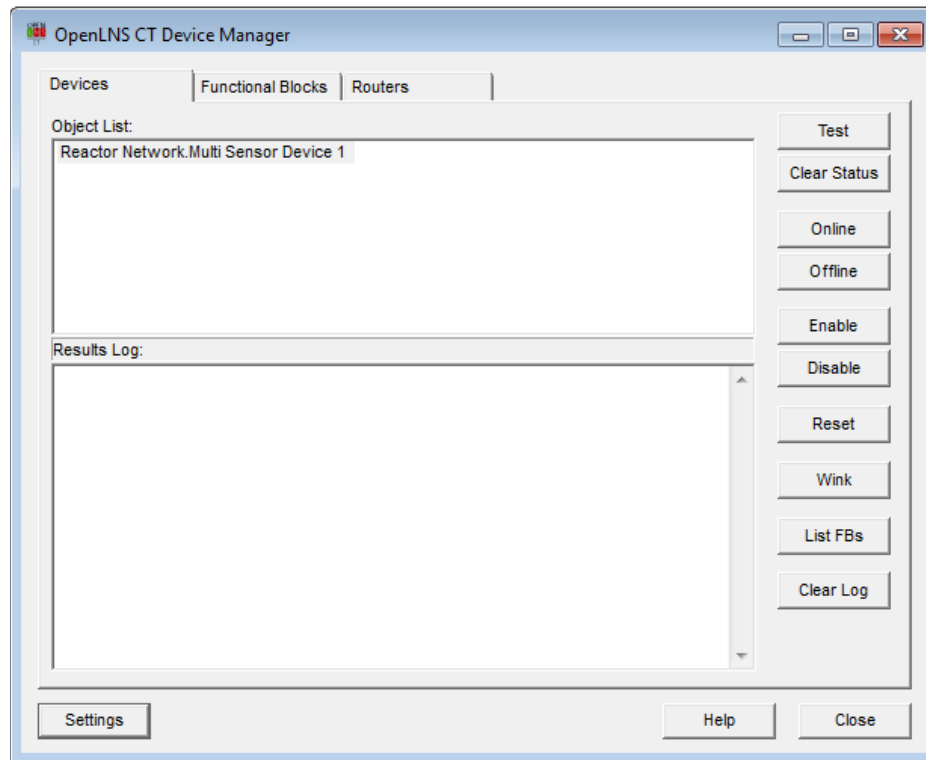 OpenLNS CT Device Manager
Devices
Functional Blocks
Routers
Object List:
Reactor Network.Multi Sensor Device 1
Test
Clear Status
Online
Offline
Enable
Results Log:
Disable
Reset
Wink
List FBs
Clear Log
Settings
Help
Close